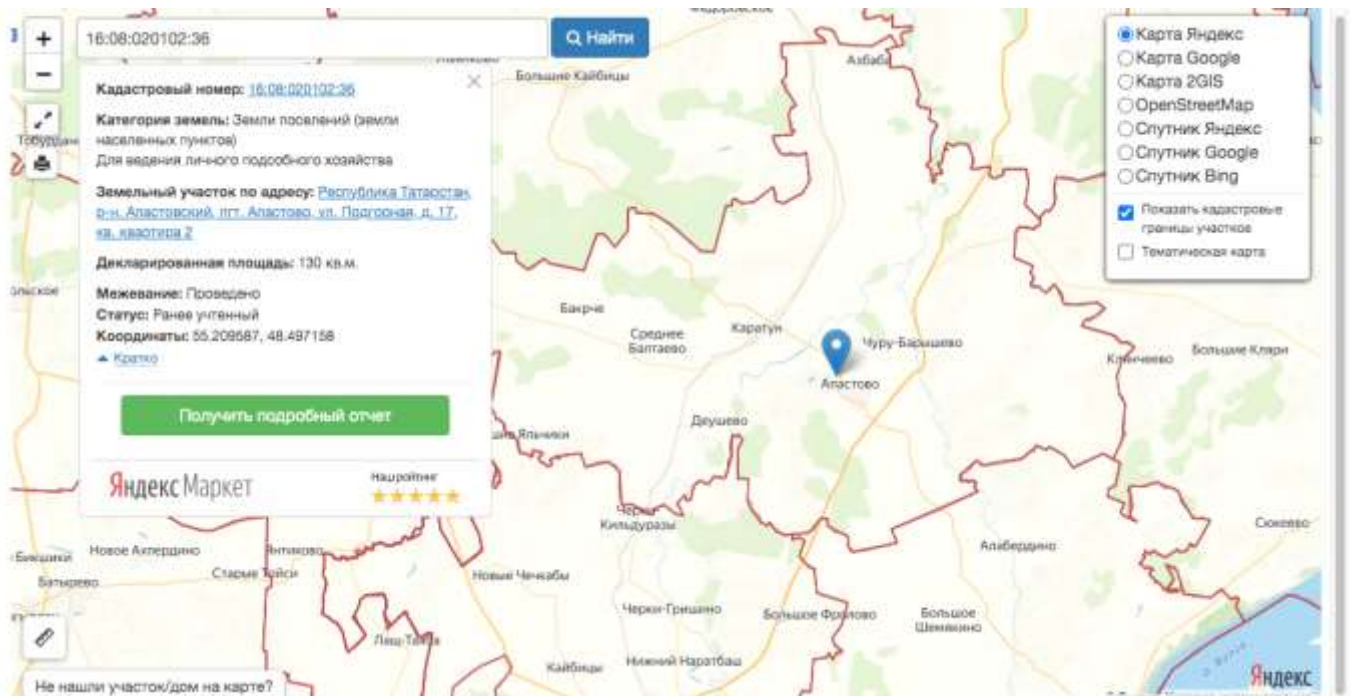 16:08:020102:36
Найти
Кадастровый номер: 16:08:020102:36
Категория земель: Земли поселений (земли
населенных пунктов)
Для ведения личного подсобного хозяйства
Земельный участок по адресу: Республика Татарстан,
р-н. Апастовский, пгт. Апастово, ул. Подгорная, д. 17,
кв. квартира 2
Декларированная площадь: 130 кв.м.
Межевание: Проведено
Статус: Ранее учтенный
Координаты: 55.209587, 48.497158
Кратко
Получить подробный отчет
Яндекс Маркет
Наш рейтинг
Карта Яндекс
Карта Google
Карта 2GIS
OpenStreetMap
Спутник Яндекс
Спутник Google
Спутник Bing
Показать кадастровые
границы участков
Тематическая карта
Большие Кайбицы
Азбаба
Бакрче
Среднее
Балтаево
Каратун
Чуру-Барышево
Апастово
Деушево
Ключеево
Большие Кляри
Кильдуразы
Сюкеево
Алабердино
Новое Ахпердино
Янтиково
Старые Тойси
Батырево
Новые Чечкабы
Черки-Гришино
Большое Фролово
Большое
Шемякино
Кайбицы
Нижний Наратбаш
Не нашли участок/дом на карте?
Яндекс